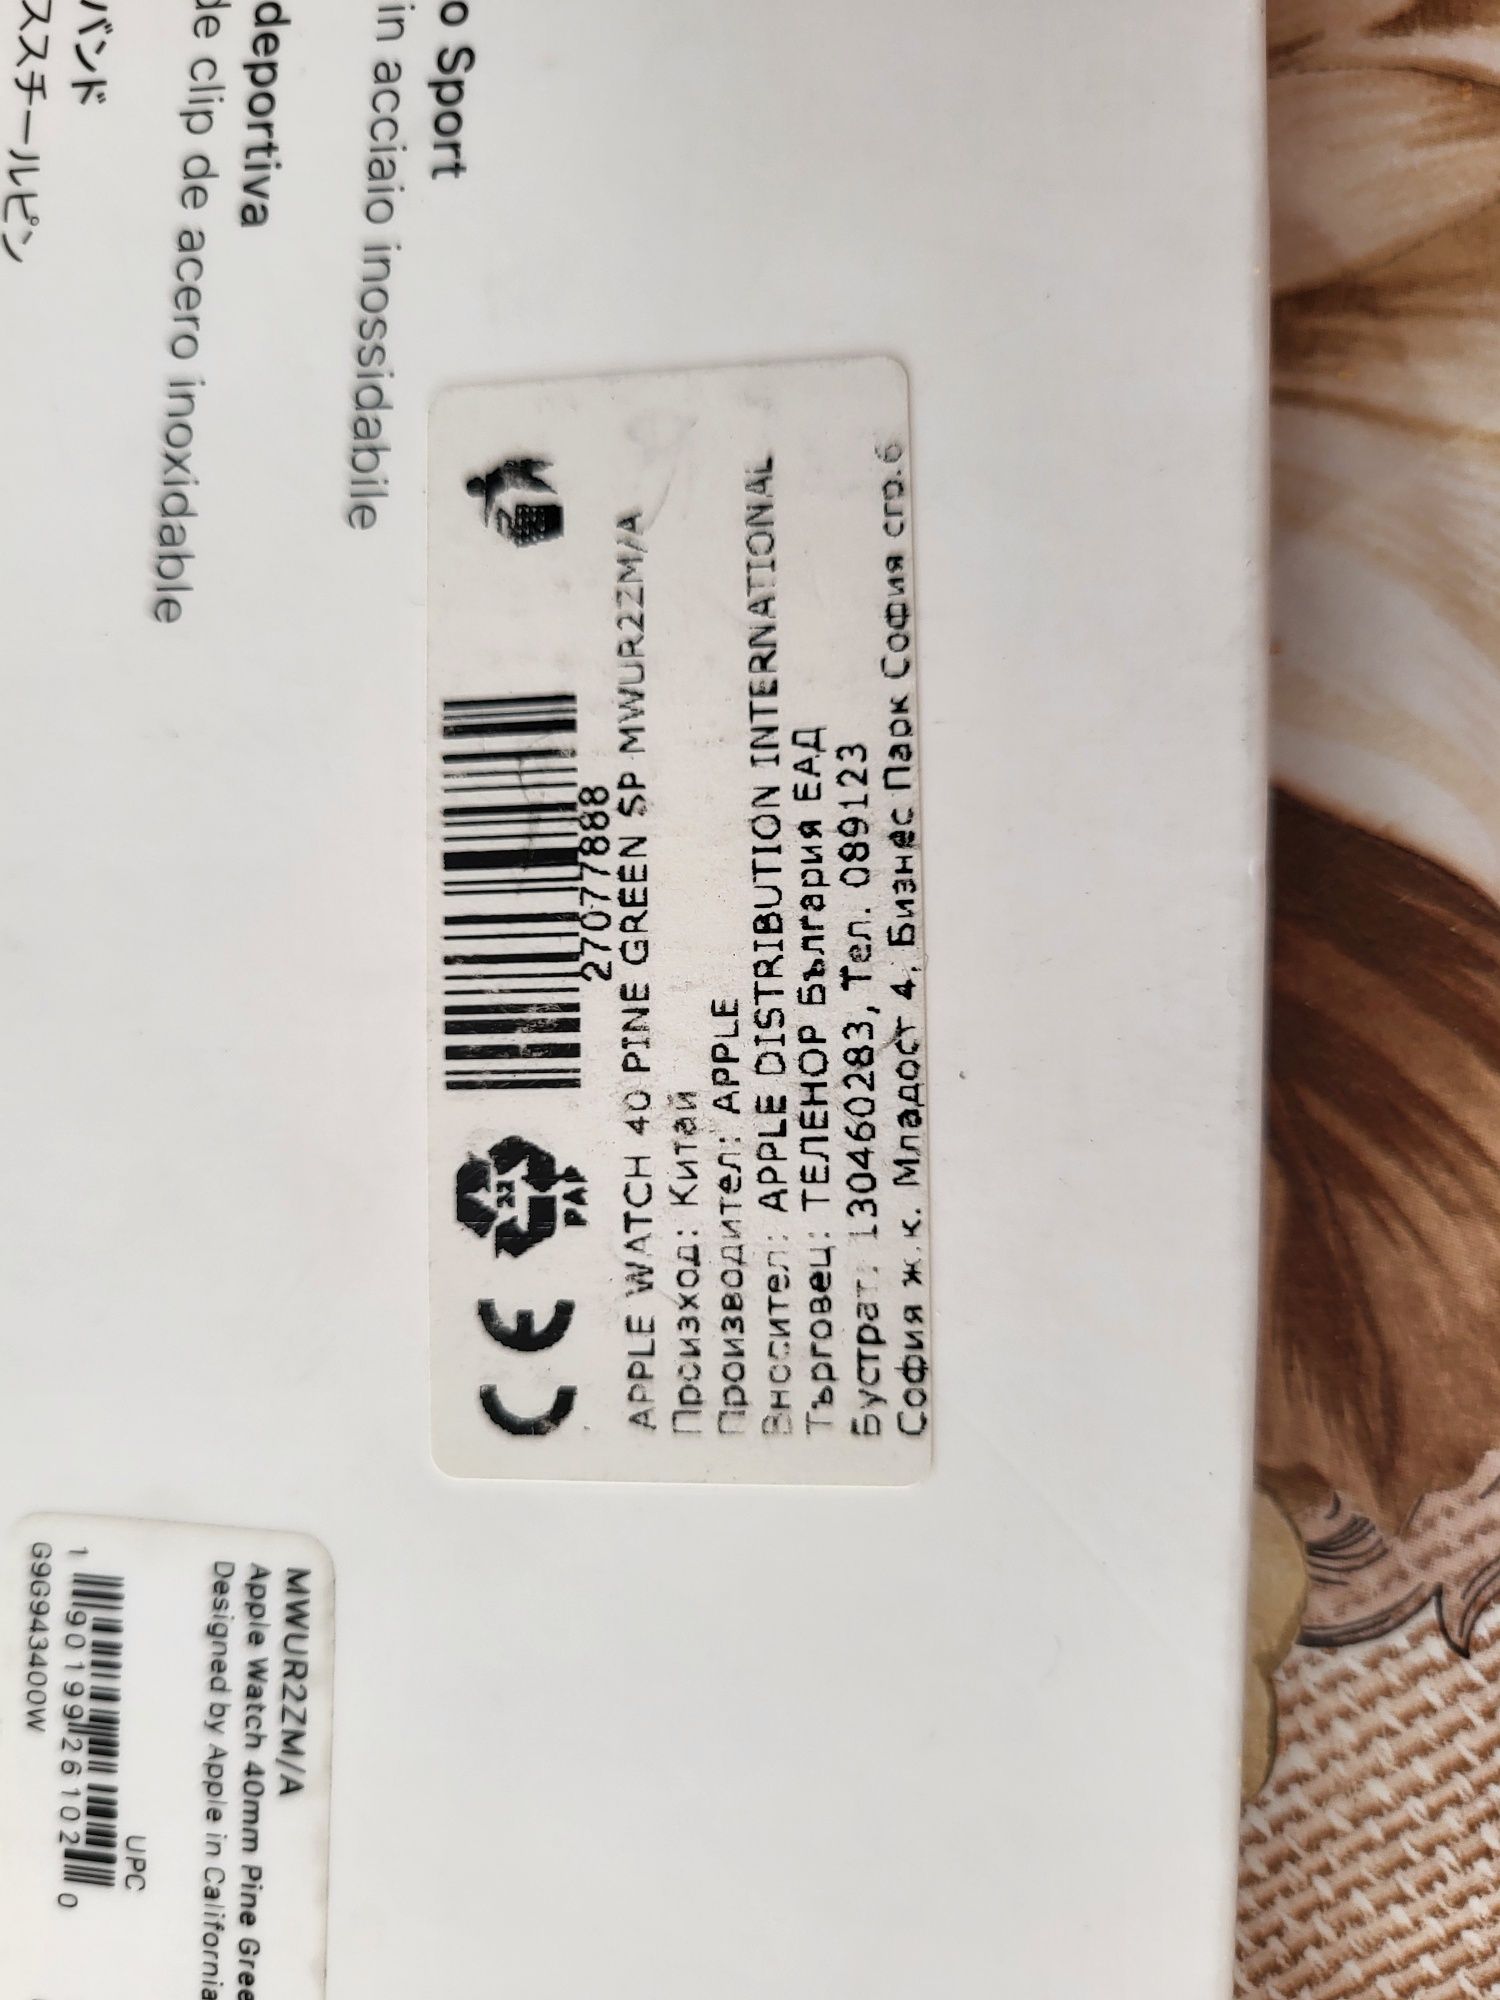 o Sport
in acciaio inossidabile
deportiva
de clip de acero inoxidable
バンド
ススチールピン
PAP
27077888
APPLE WATCH 40 PINE GREEN SP MWUR2ZM/A
Произход: Китай
Производител: APPLE
Вносител: APPLE DISTRIBUTION INTERNATIONAL
Търговец: ТЕЛЕНОР България ЕАД
Бустрат: 130460283, Тел. 089123
София ж.к. Младост 4, Бизнес Парк София сгр.6
MWUR2ZM/A
Apple Watch 40mm Pine Gree
Designed by Apple in California
UPC
1 90199 26102 0
G9G943400W